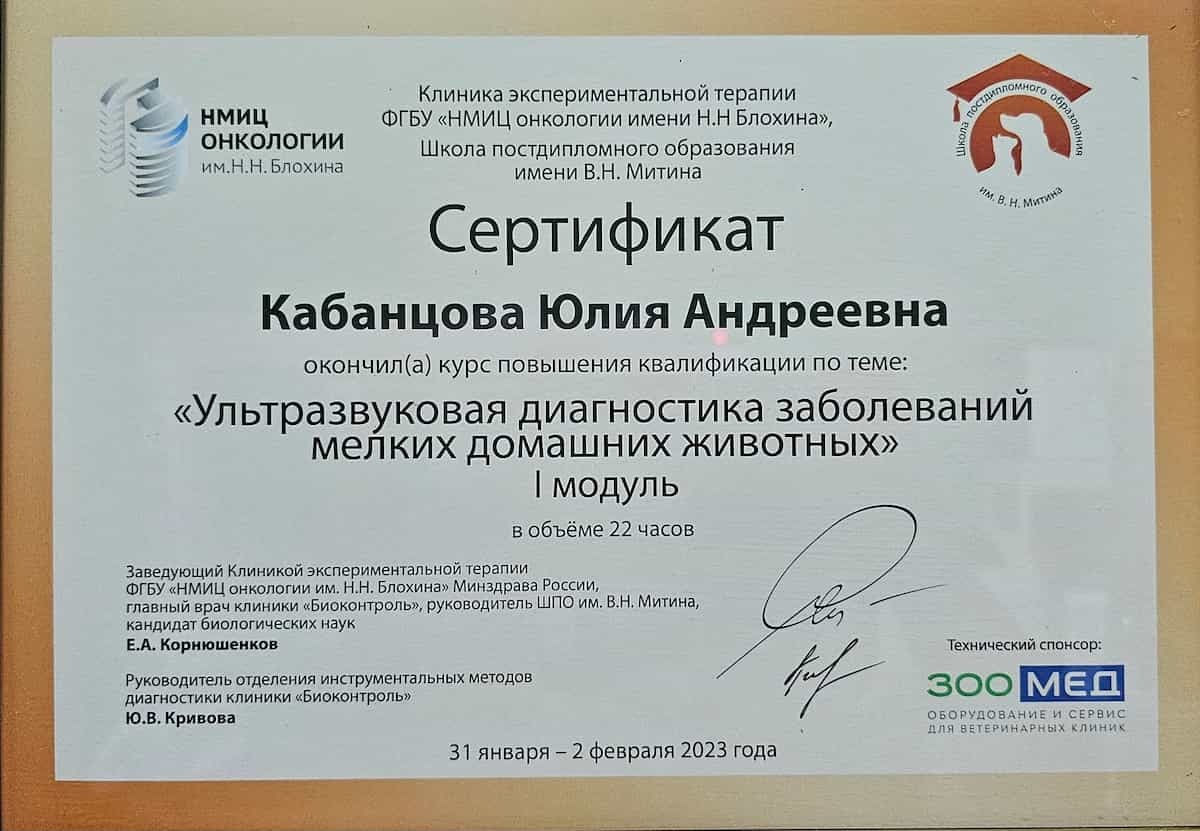 НМИЦ
ОНКОЛОГИИ
им.Н.Н. Блохина
Клиника экспериментальной терапии
ФГБУ «НМИЦ онкологии имени Н.Н Блохина»,
Школа постдипломного образования
имени В.Н. Митина
Школа постдипломного образования
им. В. Н. Митина
Сертификат
Кабанцова Юлия Андреевна
окончил(а) курс повышения квалификации по теме:
«Ультразвуковая диагностика заболеваний
мелких домашних животных»
I модуль
в объёме 22 часов
Заведующий Клиникой экспериментальной терапии
ФГБУ «НМИЦ онкологии им. Н.Н. Блохина» Минздрава России,
главный врач клиники «Биоконтроль», руководитель ШПО им. В.Н. Митина,
кандидат биологических наук
Е.А. Корнюшенков
Руководитель отделения инструментальных методов
диагностики клиники «Биоконтроль»
Ю.В. Кривова
Технический спонсор:
ЗОО МЕД
ОБОРУДОВАНИЕ И СЕРВИС
ДЛЯ ВЕТЕРИНАРНЫХ КЛИНИК
31 января – 2 февраля 2023 года